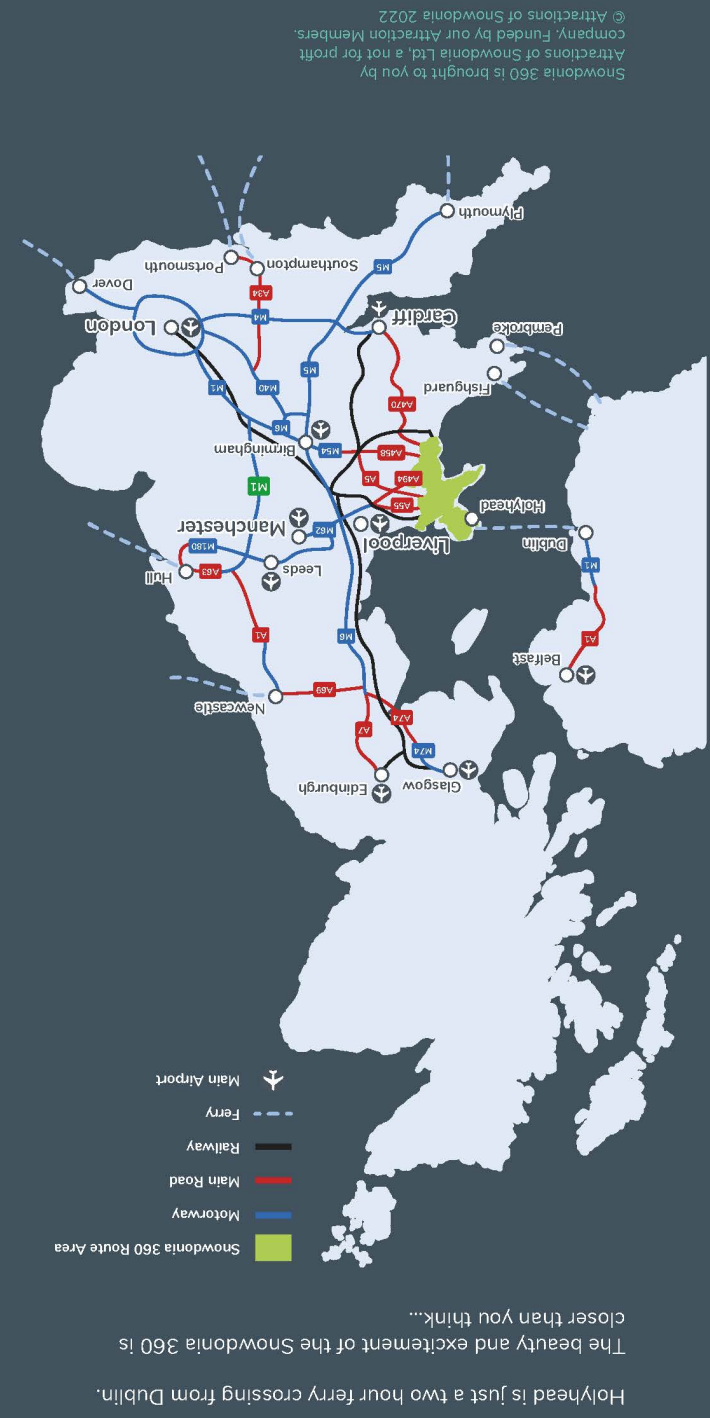 Holyhead is just a two hour ferry crossing from Dublin.
The beauty and excitement of the Snowdonia 360 is
closer than you think...
Snowdonia 360 Route Area
Motorway
Main Road
Railway
Ferry
Main Airport
Glasgow
Edinburgh
M74
A74
A7
Newcastle
A69
Belfast
A1
M6
A1
M1
Dublin
Holyhead
Liverpool
Manchester
Leeds
Hull
A63
M180
M62
A55
A494
A5
M1
A458
M54
Birmingham
M6
A470
Fishguard
Pembroke
M5
M40
M1
Cardiff
M4
London
A34
Dover
M5
Southampton
Portsmouth
Plymouth
Snowdonia 360 is brought to you by
Attractions of Snowdonia Ltd, a not for profit
company. Funded by our Attraction Members.
© Attractions of Snowdonia 2022